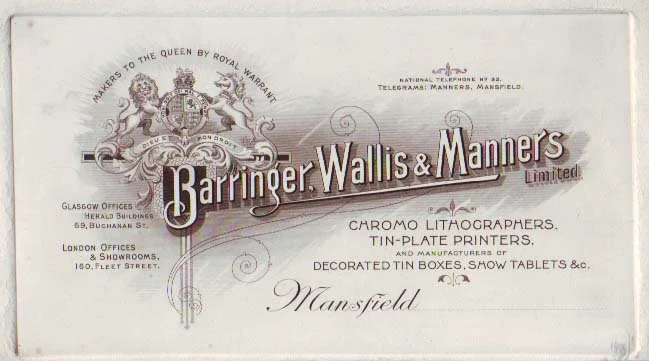 MAKERS TO THE QUEEN BY ROYAL WARRANT
NATIONAL TELEPHONE Nº 32.
TELEGRAMS: MANNERS, MANSFIELD.
DIEU ET MON DROIT
Barringer, Wallis & Manners
Limited.
GLASGOW OFFICES
HERALD BUILDINGS
69, BUCHANAN ST.
LONDON OFFICES
& SHOWROOMS,
160, FLEET STREET.
CHROMO LITHOGRAPHERS,
TIN-PLATE PRINTERS,
AND MANUFACTURERS OF
DECORATED TIN BOXES, SHOW TABLETS &c.
Mansfield